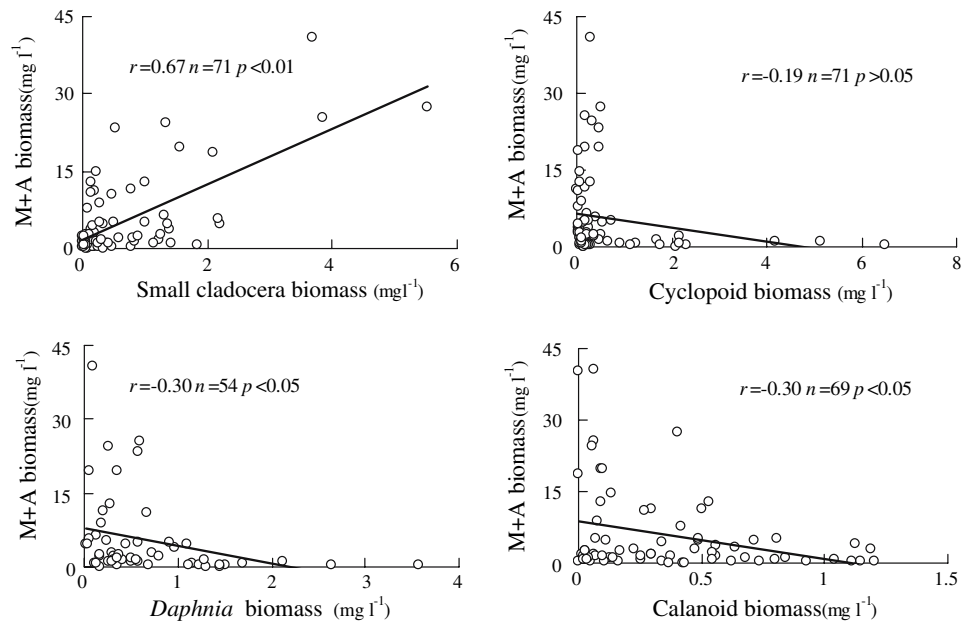 M+A biomass(mg l⁻¹)
45
30
15
0
r=0.67 n=71 p<0.01
0 2 4 6
Small cladocera biomass (mgl⁻¹)
M+A biomass(mg l⁻¹)
45
30
15
0
r=-0.19 n=71 p>0.05
0 2 4 6 8
Cyclopoid biomass (mg l⁻¹)
M+A biomass(mg l⁻¹)
45
30
15
0
r=-0.30 n=54 p<0.05
0 1 2 3 4
Daphnia biomass (mg l⁻¹)
M+A biomass(mg l⁻¹)
45
30
15
0
r=-0.30 n=69 p<0.05
0 0.5 1 1.5
Calanoid biomass(mg l⁻¹)